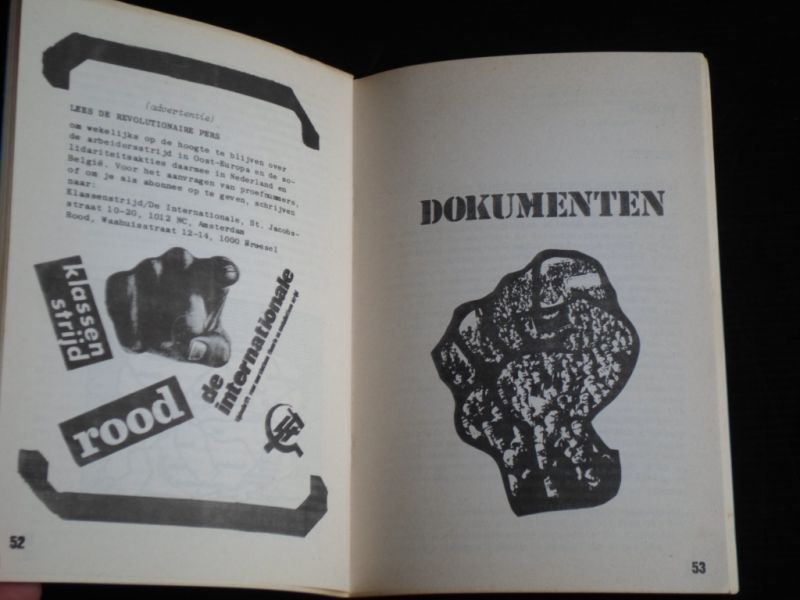 (advertentie)
LEES DE REVOLUTIONAIRE PERS
om wekelijks op de hoogte te blijven over
de arbeidersstrijd in Oost-Europa en de so-
lidariteitsakties daarmee in Nederland en
België. Voor het aanvragen van proefnummers,
of om je als abonnee op te geven, schrijven
naar:
Klassenstrijd/De Internationale, St. Jacobs-
straat 10-20, 1012 NC, Amsterdam
Rood, Washuisstraat 12-14, 1000 Brussel
klassen
strijd
de
internationale
rood
52
DOKUMENTEN
53